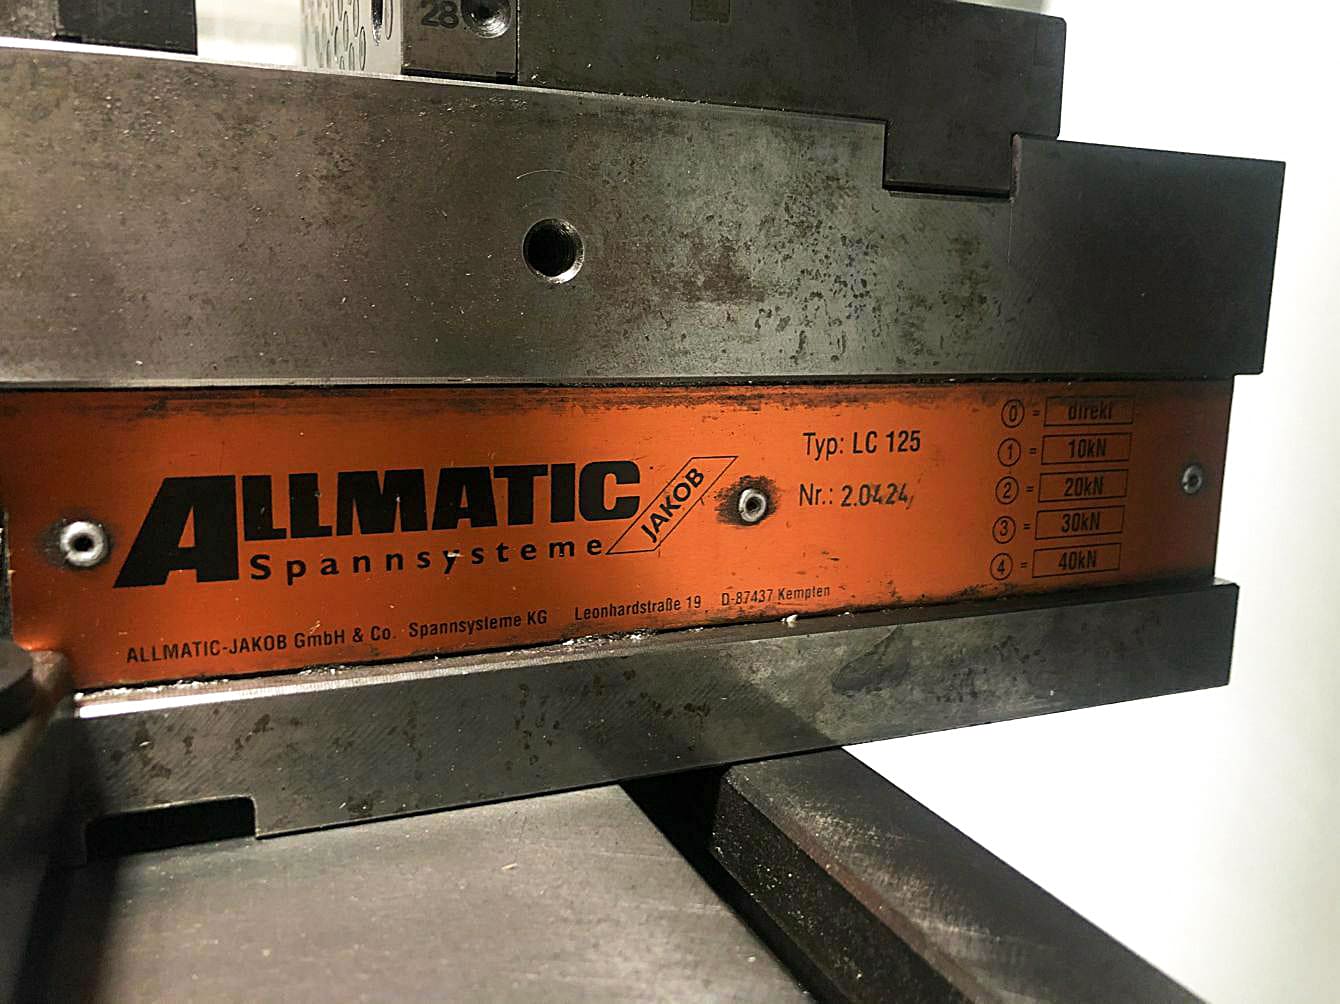 28
ALLMATIC
JAKOB
Spannsysteme
ALLMATIC-JAKOB GmbH & Co. Spannsysteme KG Leonhardstraße 19 D-87437 Kempten
Typ: LC 125
Nr.: 2.0424
0 = direkt
1 = 10kN
2 = 20kN
3 = 30kN
4 = 40kN